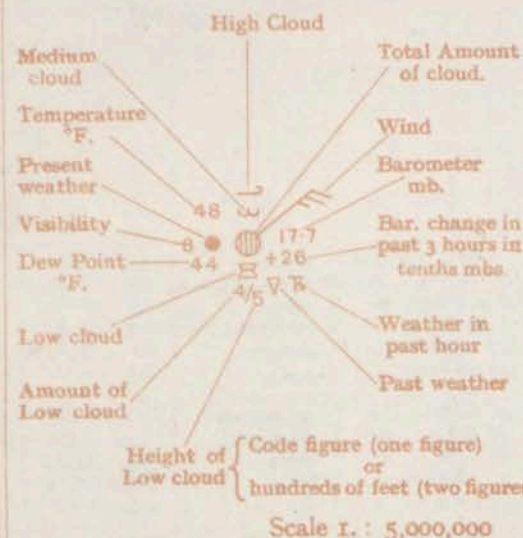 High Cloud
Medium
cloud
Total Amount
of cloud.
Temperature
°F.
Wind
Present
weather
Barometer
mb.
48
Visibility
8
17·7
Bar. change in
past 3 hours in
tenths mbs.
Dew Point
°F.
44
+26
4/5
Low cloud
Weather in
past hour
Amount of
Low cloud
Past weather
Height of
Low cloud
Code figure (one figure)
or
hundreds of feet (two figures
Scale 1. : 5,000,000